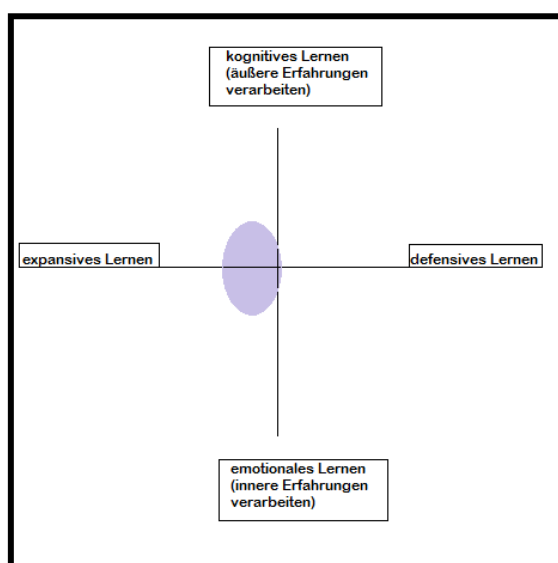 kognitives Lernen
(äußere Erfahrungen
verarbeiten)
expansives Lernen
defensives Lernen
emotionales Lernen
(innere Erfahrungen
verarbeiten)